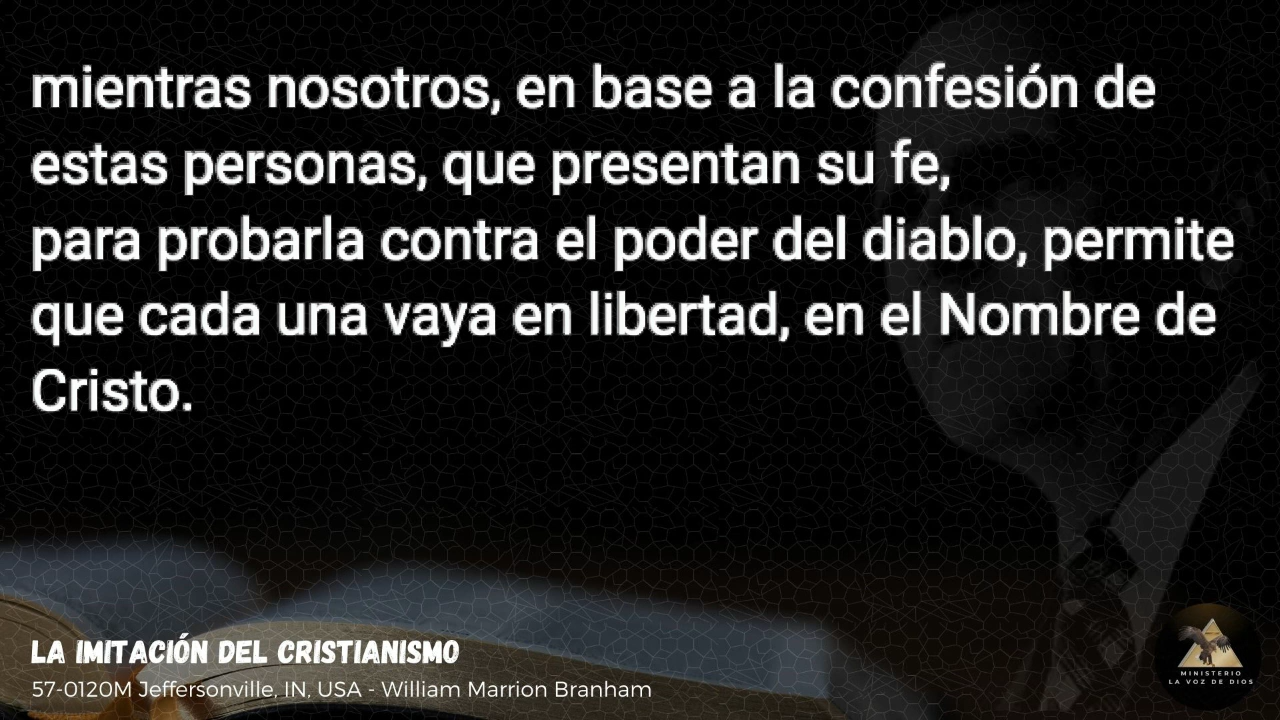 mientras nosotros, en base a la confesión de
estas personas, que presentan su fe,
para probarla contra el poder del diablo, permite
que cada una vaya en libertad, en el Nombre de
Cristo.
LA IMITACIÓN DEL CRISTIANISMO
57-0120M Jeffersonville, IN, USA - William Marrion Branham
MINISTERIO
LA VOZ DE DIOS